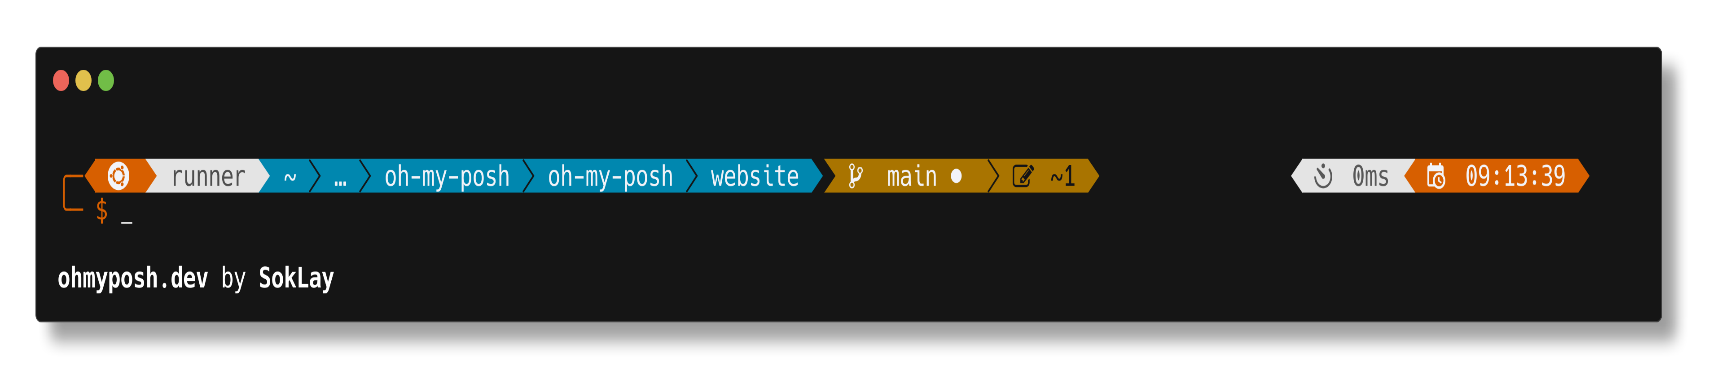 runner ~ … oh-my-posh oh-my-posh website main ● ~1 0ms 09:13:39
$ _
ohmyposh.dev by SokLay